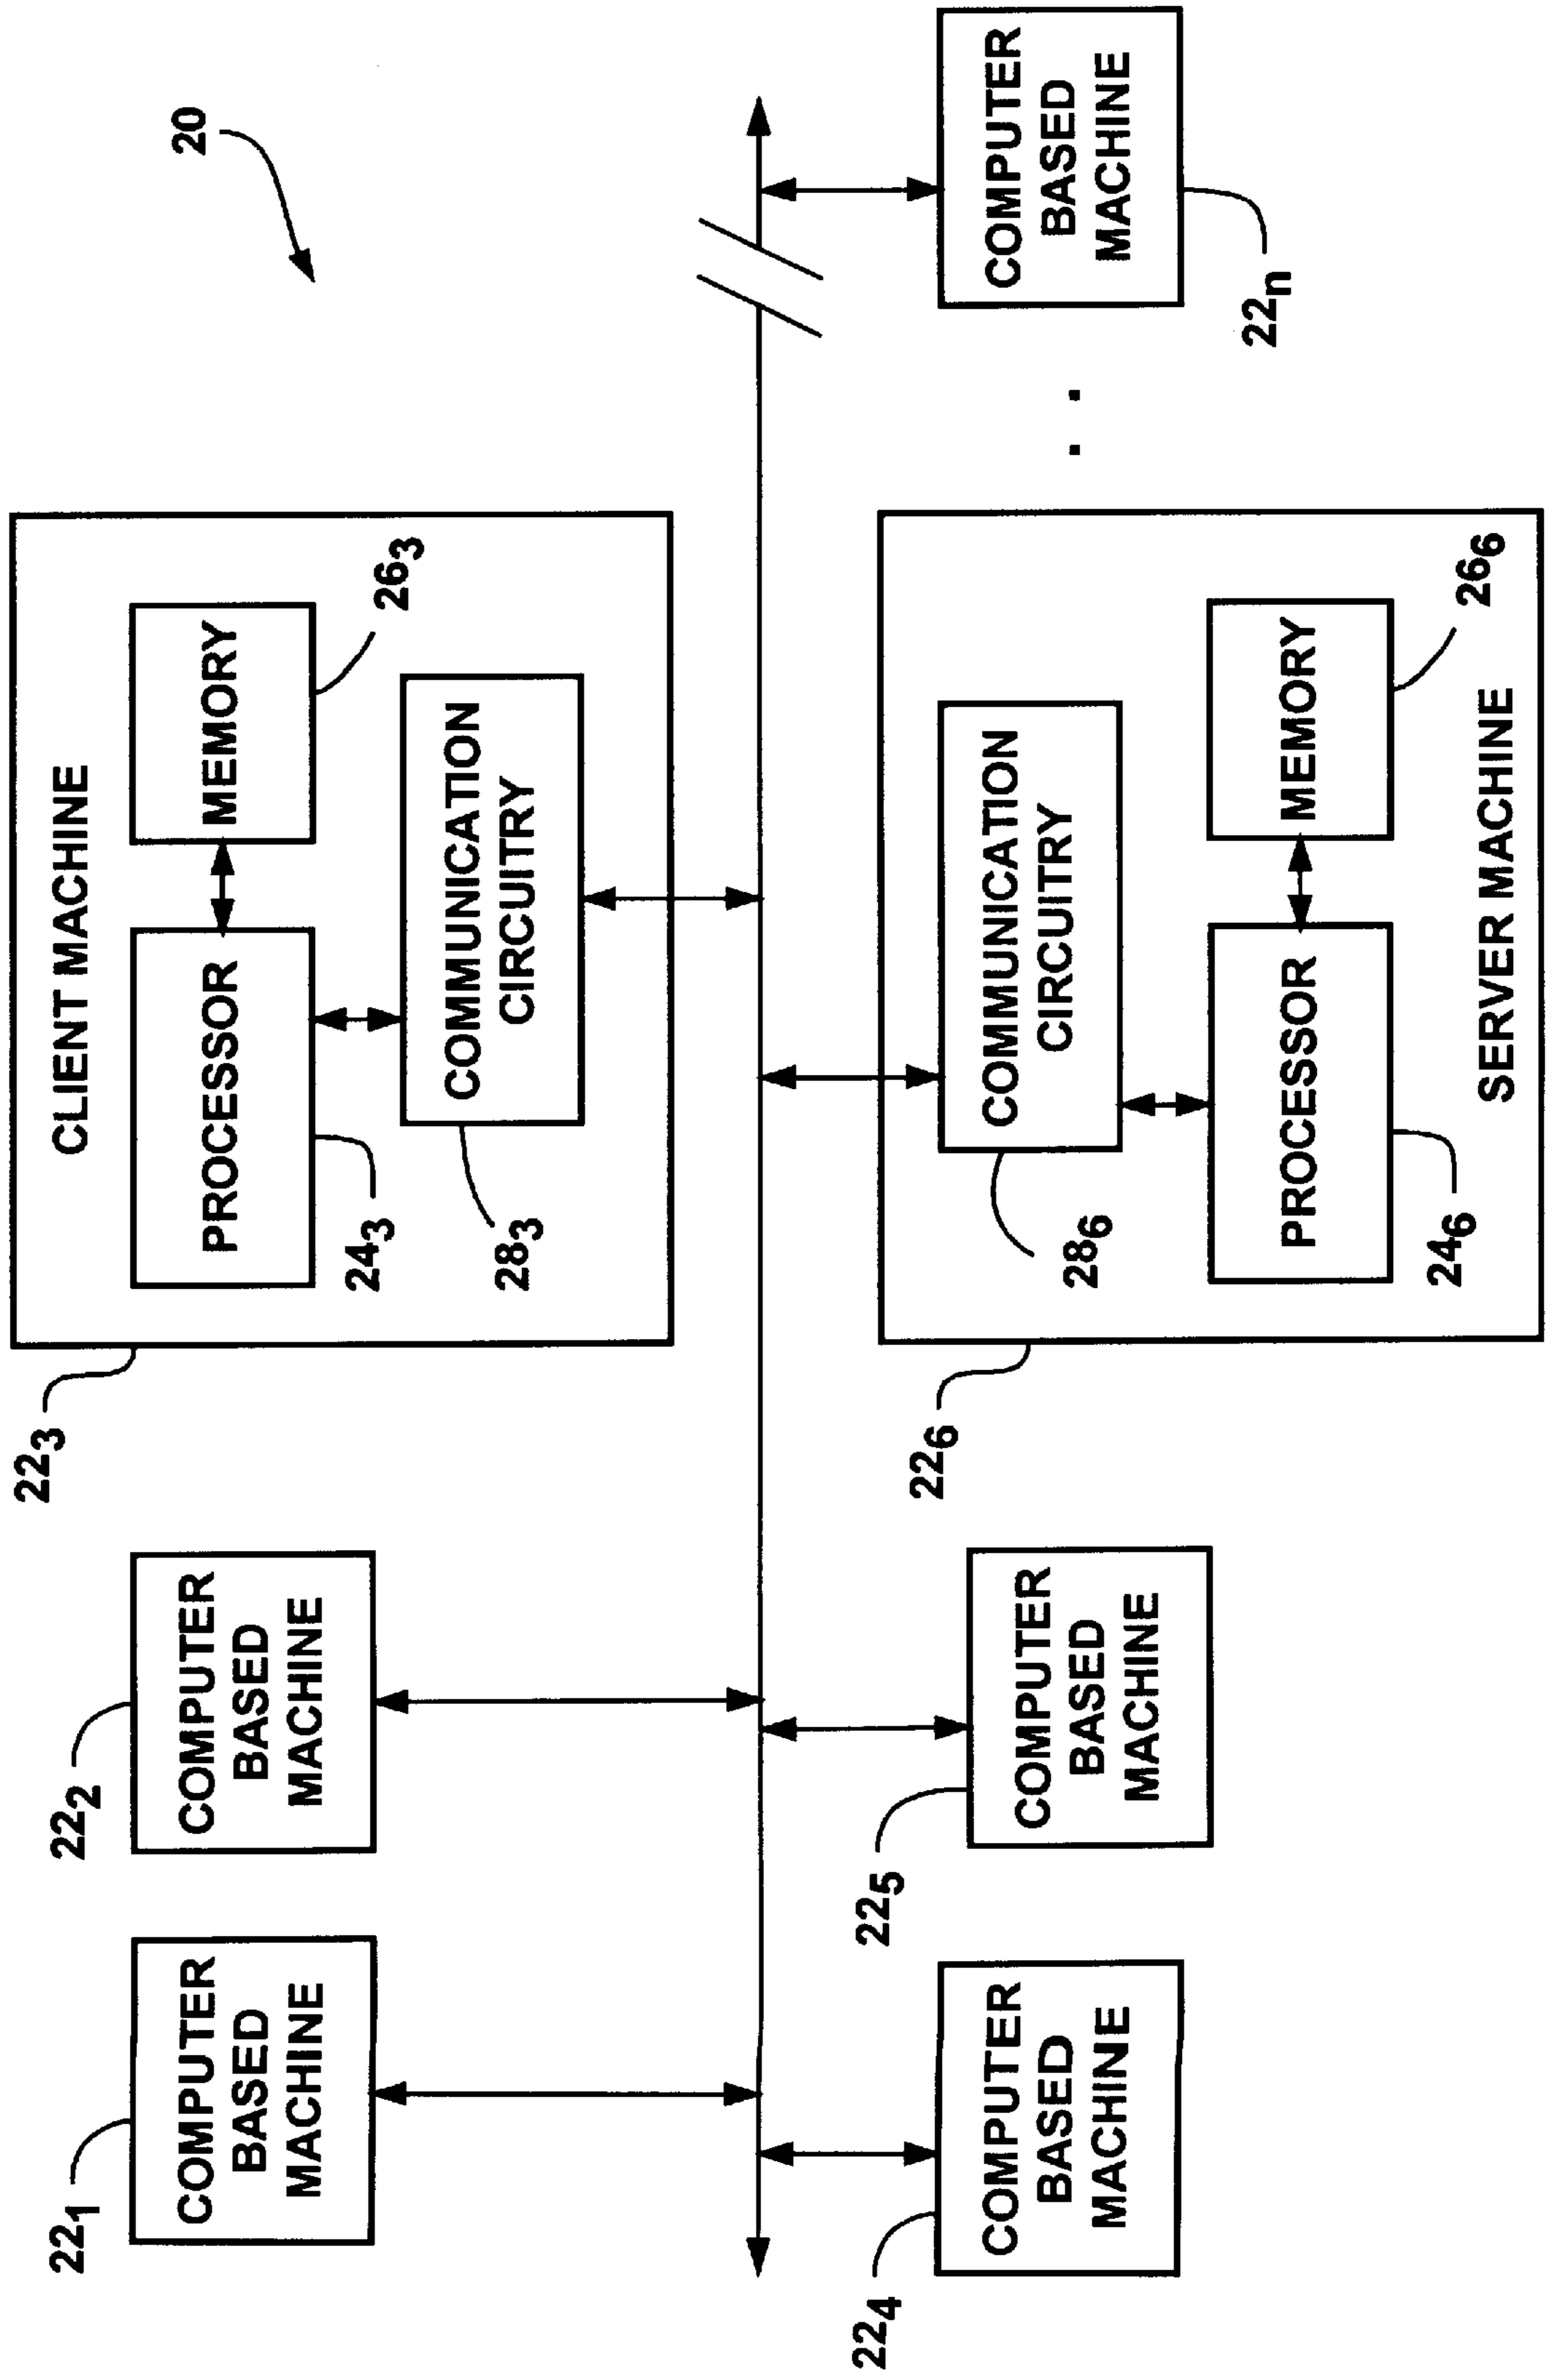 20
22₁
COMPUTER
BASED
MACHINE
22₂
COMPUTER
BASED
MACHINE
22₃
CLIENT MACHINE
PROCESSOR
MEMORY
24₃
26₃
COMMUNICATION
CIRCUITRY
28₃
22₄
COMPUTER
BASED
MACHINE
22₅
COMPUTER
BASED
MACHINE
22₆
COMMUNICATION
CIRCUITRY
28₆
PROCESSOR
MEMORY
24₆
26₆
SERVER MACHINE
. .
COMPUTER
BASED
MACHINE
22ₙ